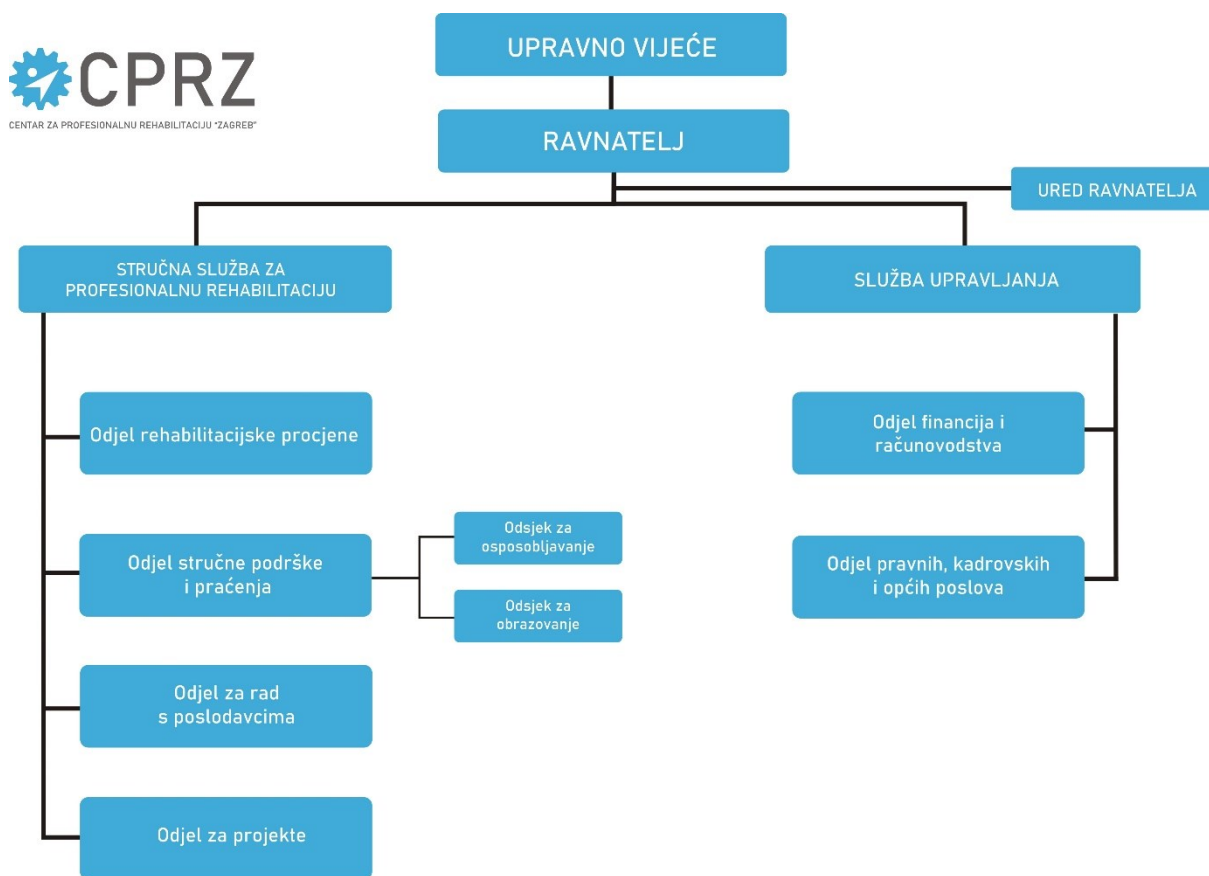 CPRZ
CENTAR ZA PROFESIONALNU REHABILITACIJU "ZAGREB"
UPRAVNO VIJEĆE
RAVNATELJ
URED RAVNATELJA
STRUČNA SLUŽBA ZA
PROFESIONALNU REHABILITACIJU
SLUŽBA UPRAVLJANJA
Odjel rehabilitacijske procjene
Odjel stručne podrške
i praćenja
Odsjek za
osposobljavanje
Odsjek za
obrazovanje
Odjel za rad
s poslodavcima
Odjel za projekte
Odjel financija i
računovodstva
Odjel pravnih, kadrovskih
i općih poslova